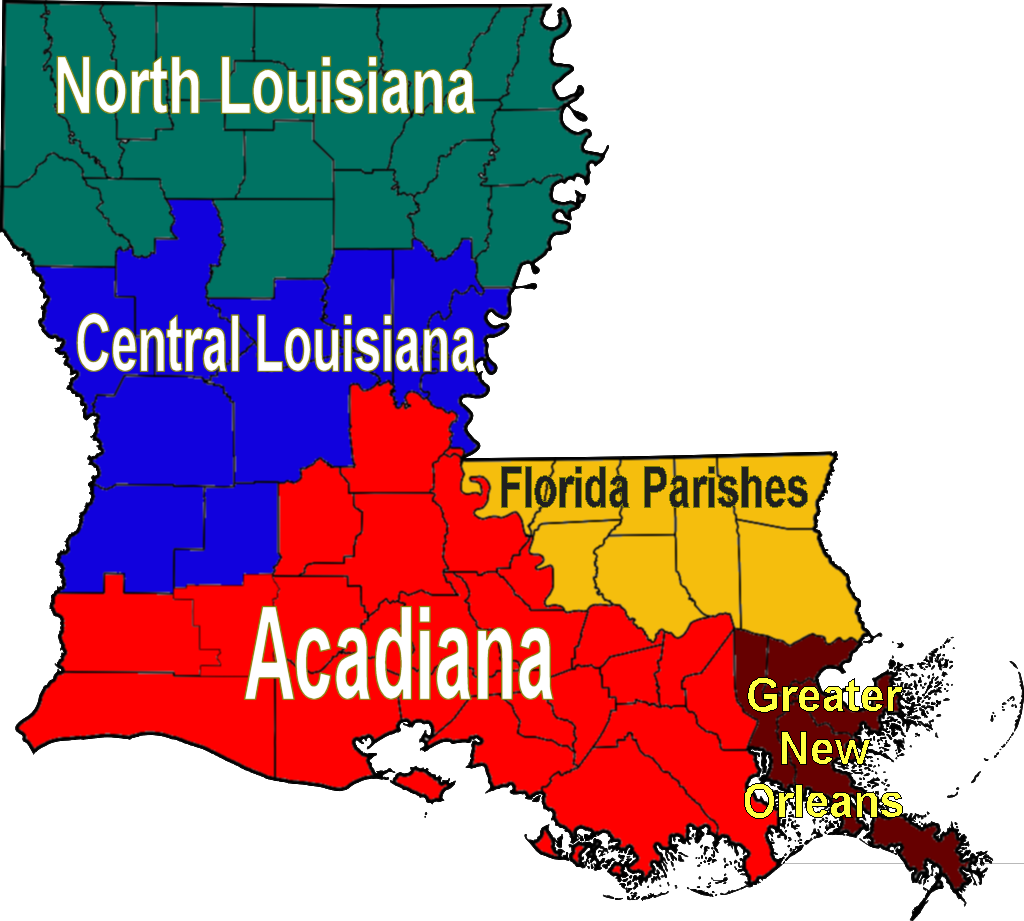 North Louisiana
Central Louisiana
Florida Parishes
Acadiana
Greater
New
Orleans